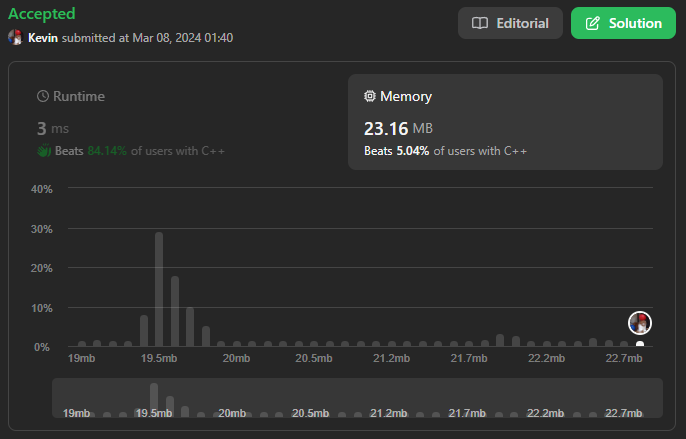 Accepted
Kevin submitted at Mar 08, 2024 01:40
Editorial
Solution
Runtime
3 ms
Beats 84.14% of users with C++
Memory
23.16 MB
Beats 5.04% of users with C++
40%
30%
20%
10%
0%
19mb 19.5mb 20mb 20.5mb 21.2mb 21.7mb 22.2mb 22.7mb
19mb 19.5mb 20mb 20.5mb 21.2mb 21.7mb 22.2mb 22.7mb